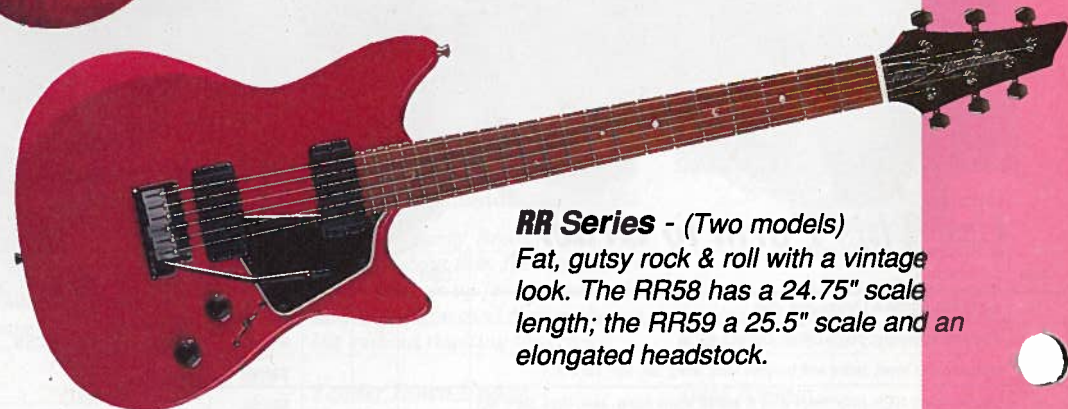 RR Series - (Two models)
Fat, gutsy rock & roll with a vintage
look. The RR58 has a 24.75" scale
length; the RR59 a 25.5" scale and an
elongated headstock.